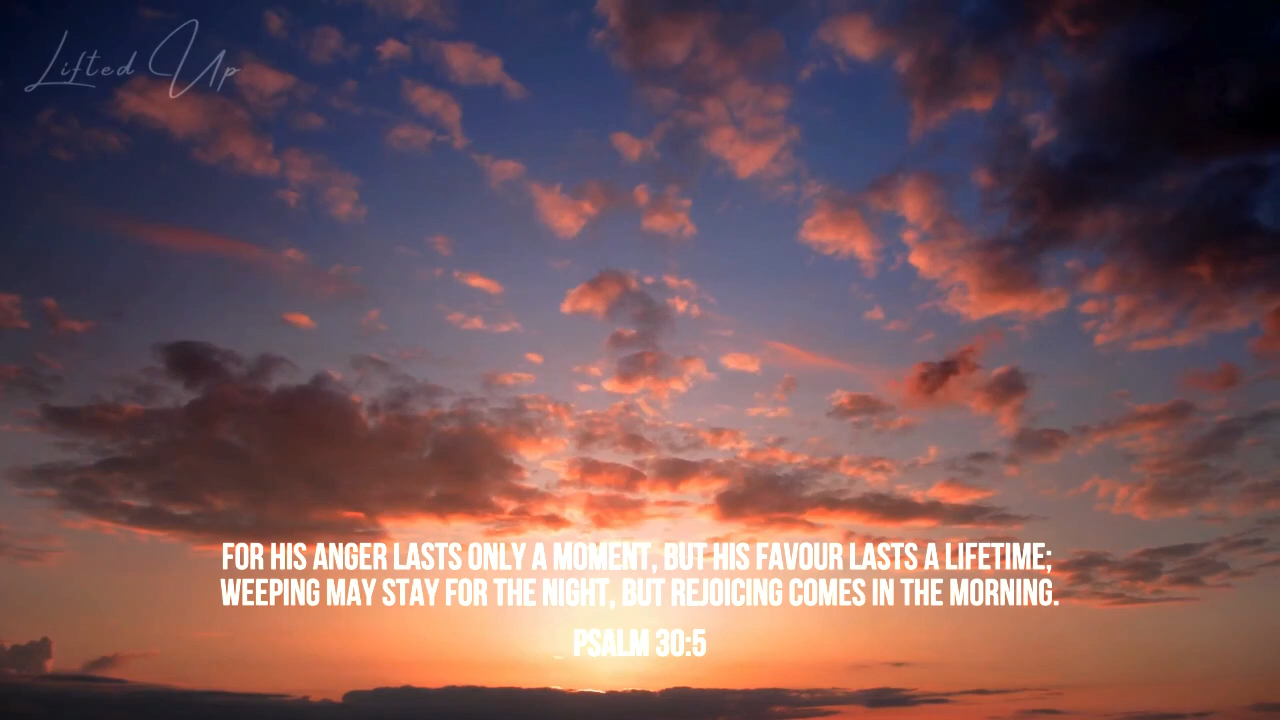 Lifted Up
FOR HIS ANGER LASTS ONLY A MOMENT, BUT HIS FAVOUR LASTS A LIFETIME;
WEEPING MAY STAY FOR THE NIGHT, BUT REJOICING COMES IN THE MORNING.
_ PSALM 30:5